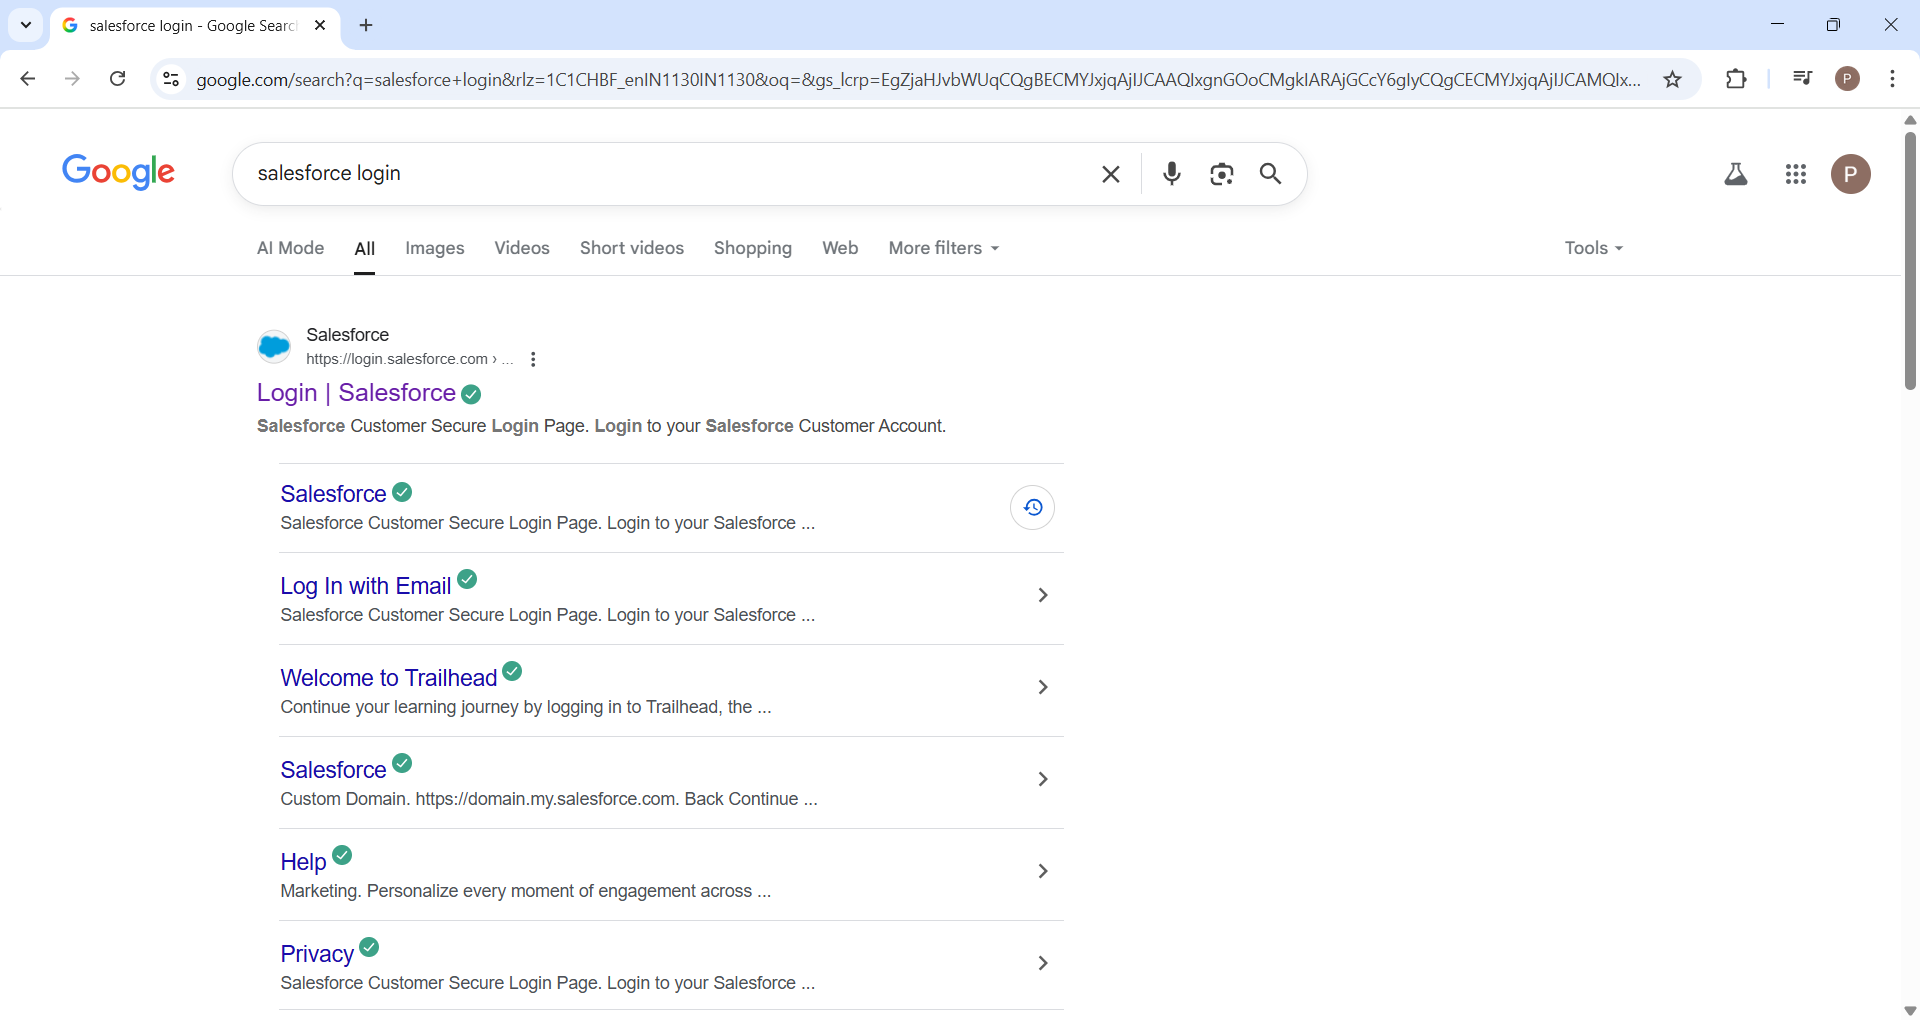 salesforce login - Google Searc
google.com/search?q=salesforce+login&rlz=1C1CHBF_enIN1130IN1130&oq=&gs_lcrp=EgZjaHJvbWUqCQgBECMYJxjqAjIJCAAQIxgnGOoCMgkIARAjGCcY6gIyCQgCECMYJxjqAjIJCAMQIx...
P
Google
salesforce login
P
AI Mode All Images Videos Short videos Shopping Web More filters Tools
Salesforce
https://login.salesforce.com › ...
Login | Salesforce
Salesforce Customer Secure Login Page. Login to your Salesforce Customer Account.
Salesforce
Salesforce Customer Secure Login Page. Login to your Salesforce ...
Log In with Email
Salesforce Customer Secure Login Page. Login to your Salesforce ...
Welcome to Trailhead
Continue your learning journey by logging in to Trailhead, the ...
Salesforce
Custom Domain. https://domain.my.salesforce.com. Back Continue ...
Help
Marketing. Personalize every moment of engagement across ...
Privacy
Salesforce Customer Secure Login Page. Login to your Salesforce ...